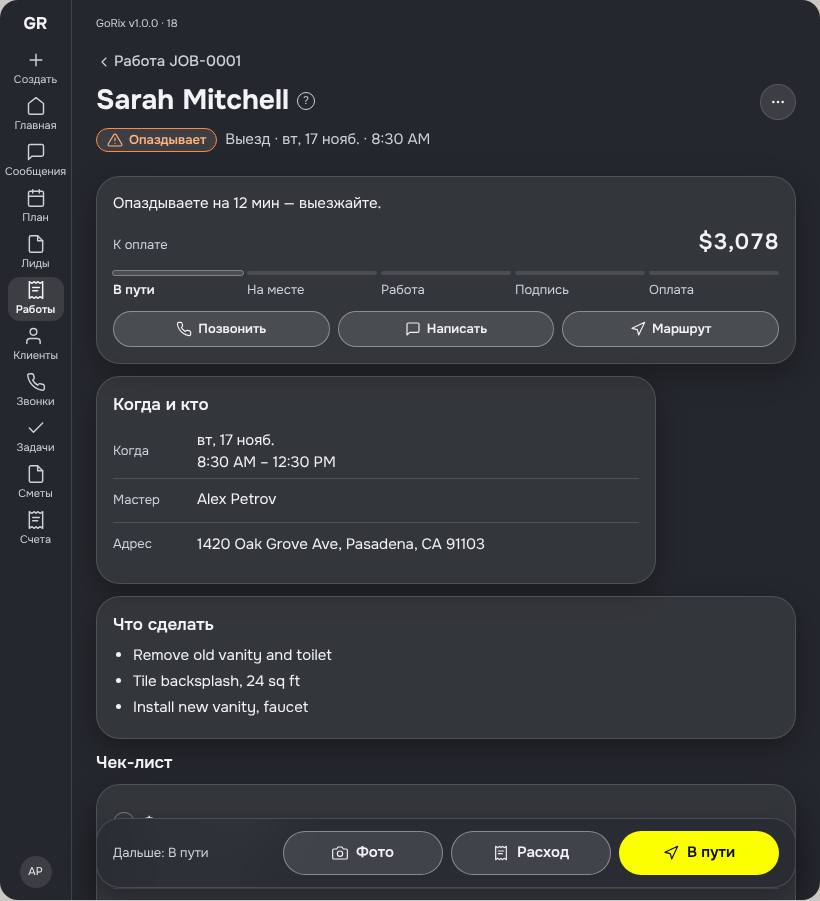 GR
GoRix v1.0.0 · 18
Создать
Главная
Сообщения
План
Лиды
Работы
Клиенты
Звонки
Задачи
Сметы
Счета
AP
Работа JOB-0001
Sarah Mitchell ?
Опаздывает Выезд · вт, 17 нояб. · 8:30 AM
Опаздываете на 12 мин — выезжайте.
К оплате $3,078
В пути На месте Работа Подпись Оплата
Позвонить Написать Маршрут
Когда и кто
Когда вт, 17 нояб.
8:30 AM – 12:30 PM
Мастер Alex Petrov
Адрес 1420 Oak Grove Ave, Pasadena, CA 91103
Что сделать
• Remove old vanity and toilet
• Tile backsplash, 24 sq ft
• Install new vanity, faucet
Чек-лист
Дальше: В пути Фото Расход В пути